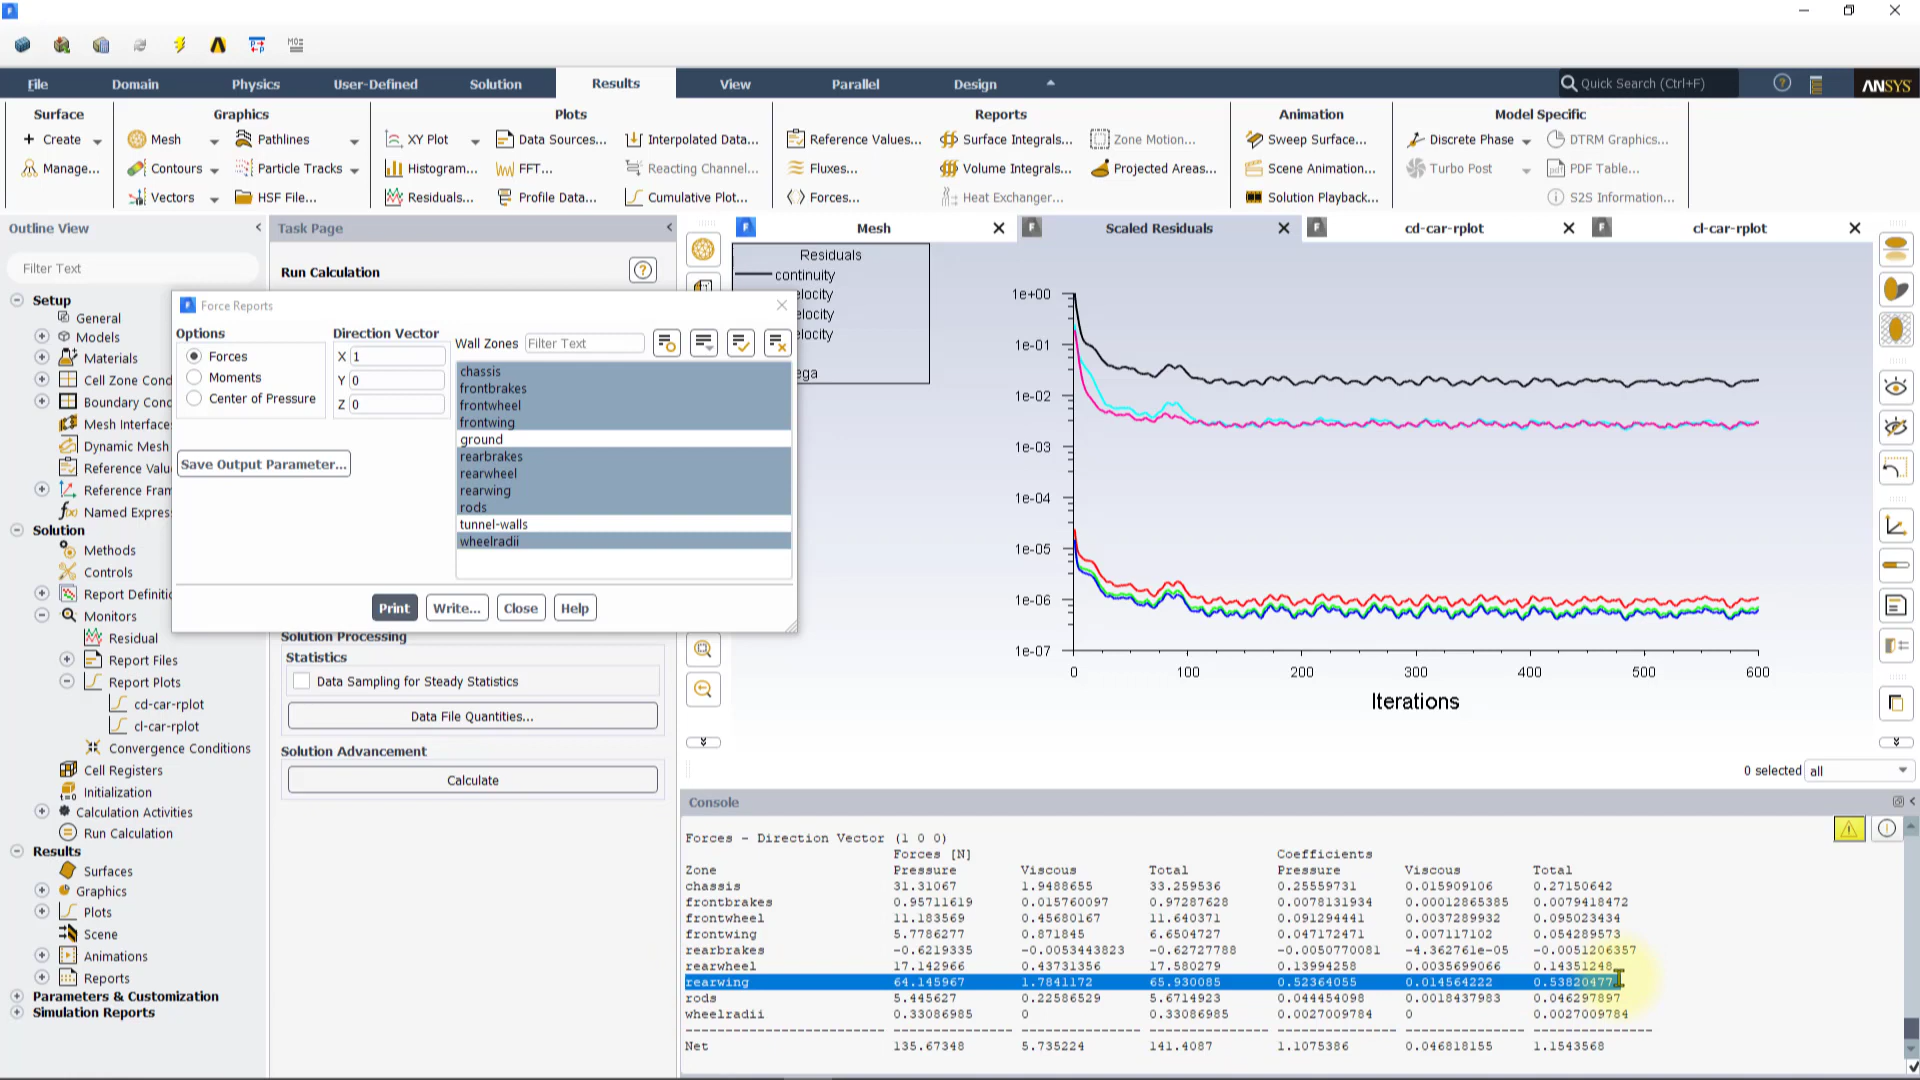 MOE
File
Domain
Physics
User-Defined
Solution
Results
View
Parallel
Design
Quick Search (Ctrl+F)
ANSYS
Surface
Create
Manage...
Graphics
Mesh
Pathlines
Contours
Particle Tracks
Vectors
HSF File...
Plots
XY Plot
Data Sources...
Interpolated Data...
Histogram...
FFT...
Reacting Channel...
Residuals...
Profile Data...
Cumulative Plot...
Reports
Reference Values...
Surface Integrals...
Zone Motion...
Fluxes...
Volume Integrals...
Projected Areas...
Forces...
Heat Exchanger...
Animation
Sweep Surface...
Scene Animation...
Solution Playback...
Model Specific
Discrete Phase
DTRM Graphics...
Turbo Post
PDF Table...
S2S Information...
Outline View
Filter Text
Setup
General
Models
Materials
Cell Zone Cond
Boundary Cond
Mesh Interfaces
Dynamic Mesh
Reference Valu
Reference Fram
Named Express
Solution
Methods
Controls
Report Definitio
Monitors
Residual
Report Files
Report Plots
cd-car-rplot
cl-car-rplot
Convergence Conditions
Cell Registers
Initialization
Calculation Activities
Run Calculation
Results
Surfaces
Graphics
Plots
Scene
Animations
Reports
Parameters & Customization
Simulation Reports
Task Page
Run Calculation
Force Reports
Options
Forces
Moments
Center of Pressure
Save Output Parameter...
Direction Vector
X 1
Y 0
Z 0
Wall Zones
Filter Text
chassis
frontbrakes
frontwheel
frontwing
ground
rearbrakes
rearwheel
rearwing
rods
tunnel-walls
wheelradii
Print
Write...
Close
Help
Solution Processing
Statistics
Data Sampling for Steady Statistics
Data File Quantities...
Solution Advancement
Calculate
Mesh
Scaled Residuals
cd-car-rplot
cl-car-rplot
Residuals
continuity
elocity
elocity
elocity
ega
1e+00
1e-01
1e-02
1e-03
1e-04
1e-05
1e-06
1e-07
0 100 200 300 400 500 600
Iterations
0 selected all
Console
Forces - Direction Vector (1 0 0)
Forces [N] Coefficients
Zone Pressure Viscous Total Pressure Viscous Total
chassis 31.31067 1.9488655 33.259536 0.25559731 0.015909106 0.27150642
frontbrakes 0.95711619 0.015760097 0.97287628 0.0078131934 0.00012865385 0.0079418472
frontwheel 11.183569 0.45680167 11.640371 0.091294441 0.0037289932 0.095023434
frontwing 5.7786277 0.871845 6.6504727 0.047172471 0.007117102 0.054289573
rearbrakes -0.6219335 -0.0053443823 -0.62727788 -0.0050770081 -4.362761e-05 -0.0051206357
rearwheel 17.142966 0.43731356 17.580279 0.13994258 0.0035699066 0.14351248
rearwing 64.145967 1.7841172 65.930085 0.52364055 0.014564222 0.53820477
rods 5.445627 0.22586529 5.6714923 0.044454098 0.0018437983 0.046297897
wheelradii 0.33086985 0 0.33086985 0.0027009784 0 0.0027009784
Net 135.67348 5.735224 141.4087 1.1075386 0.046818155 1.1543568